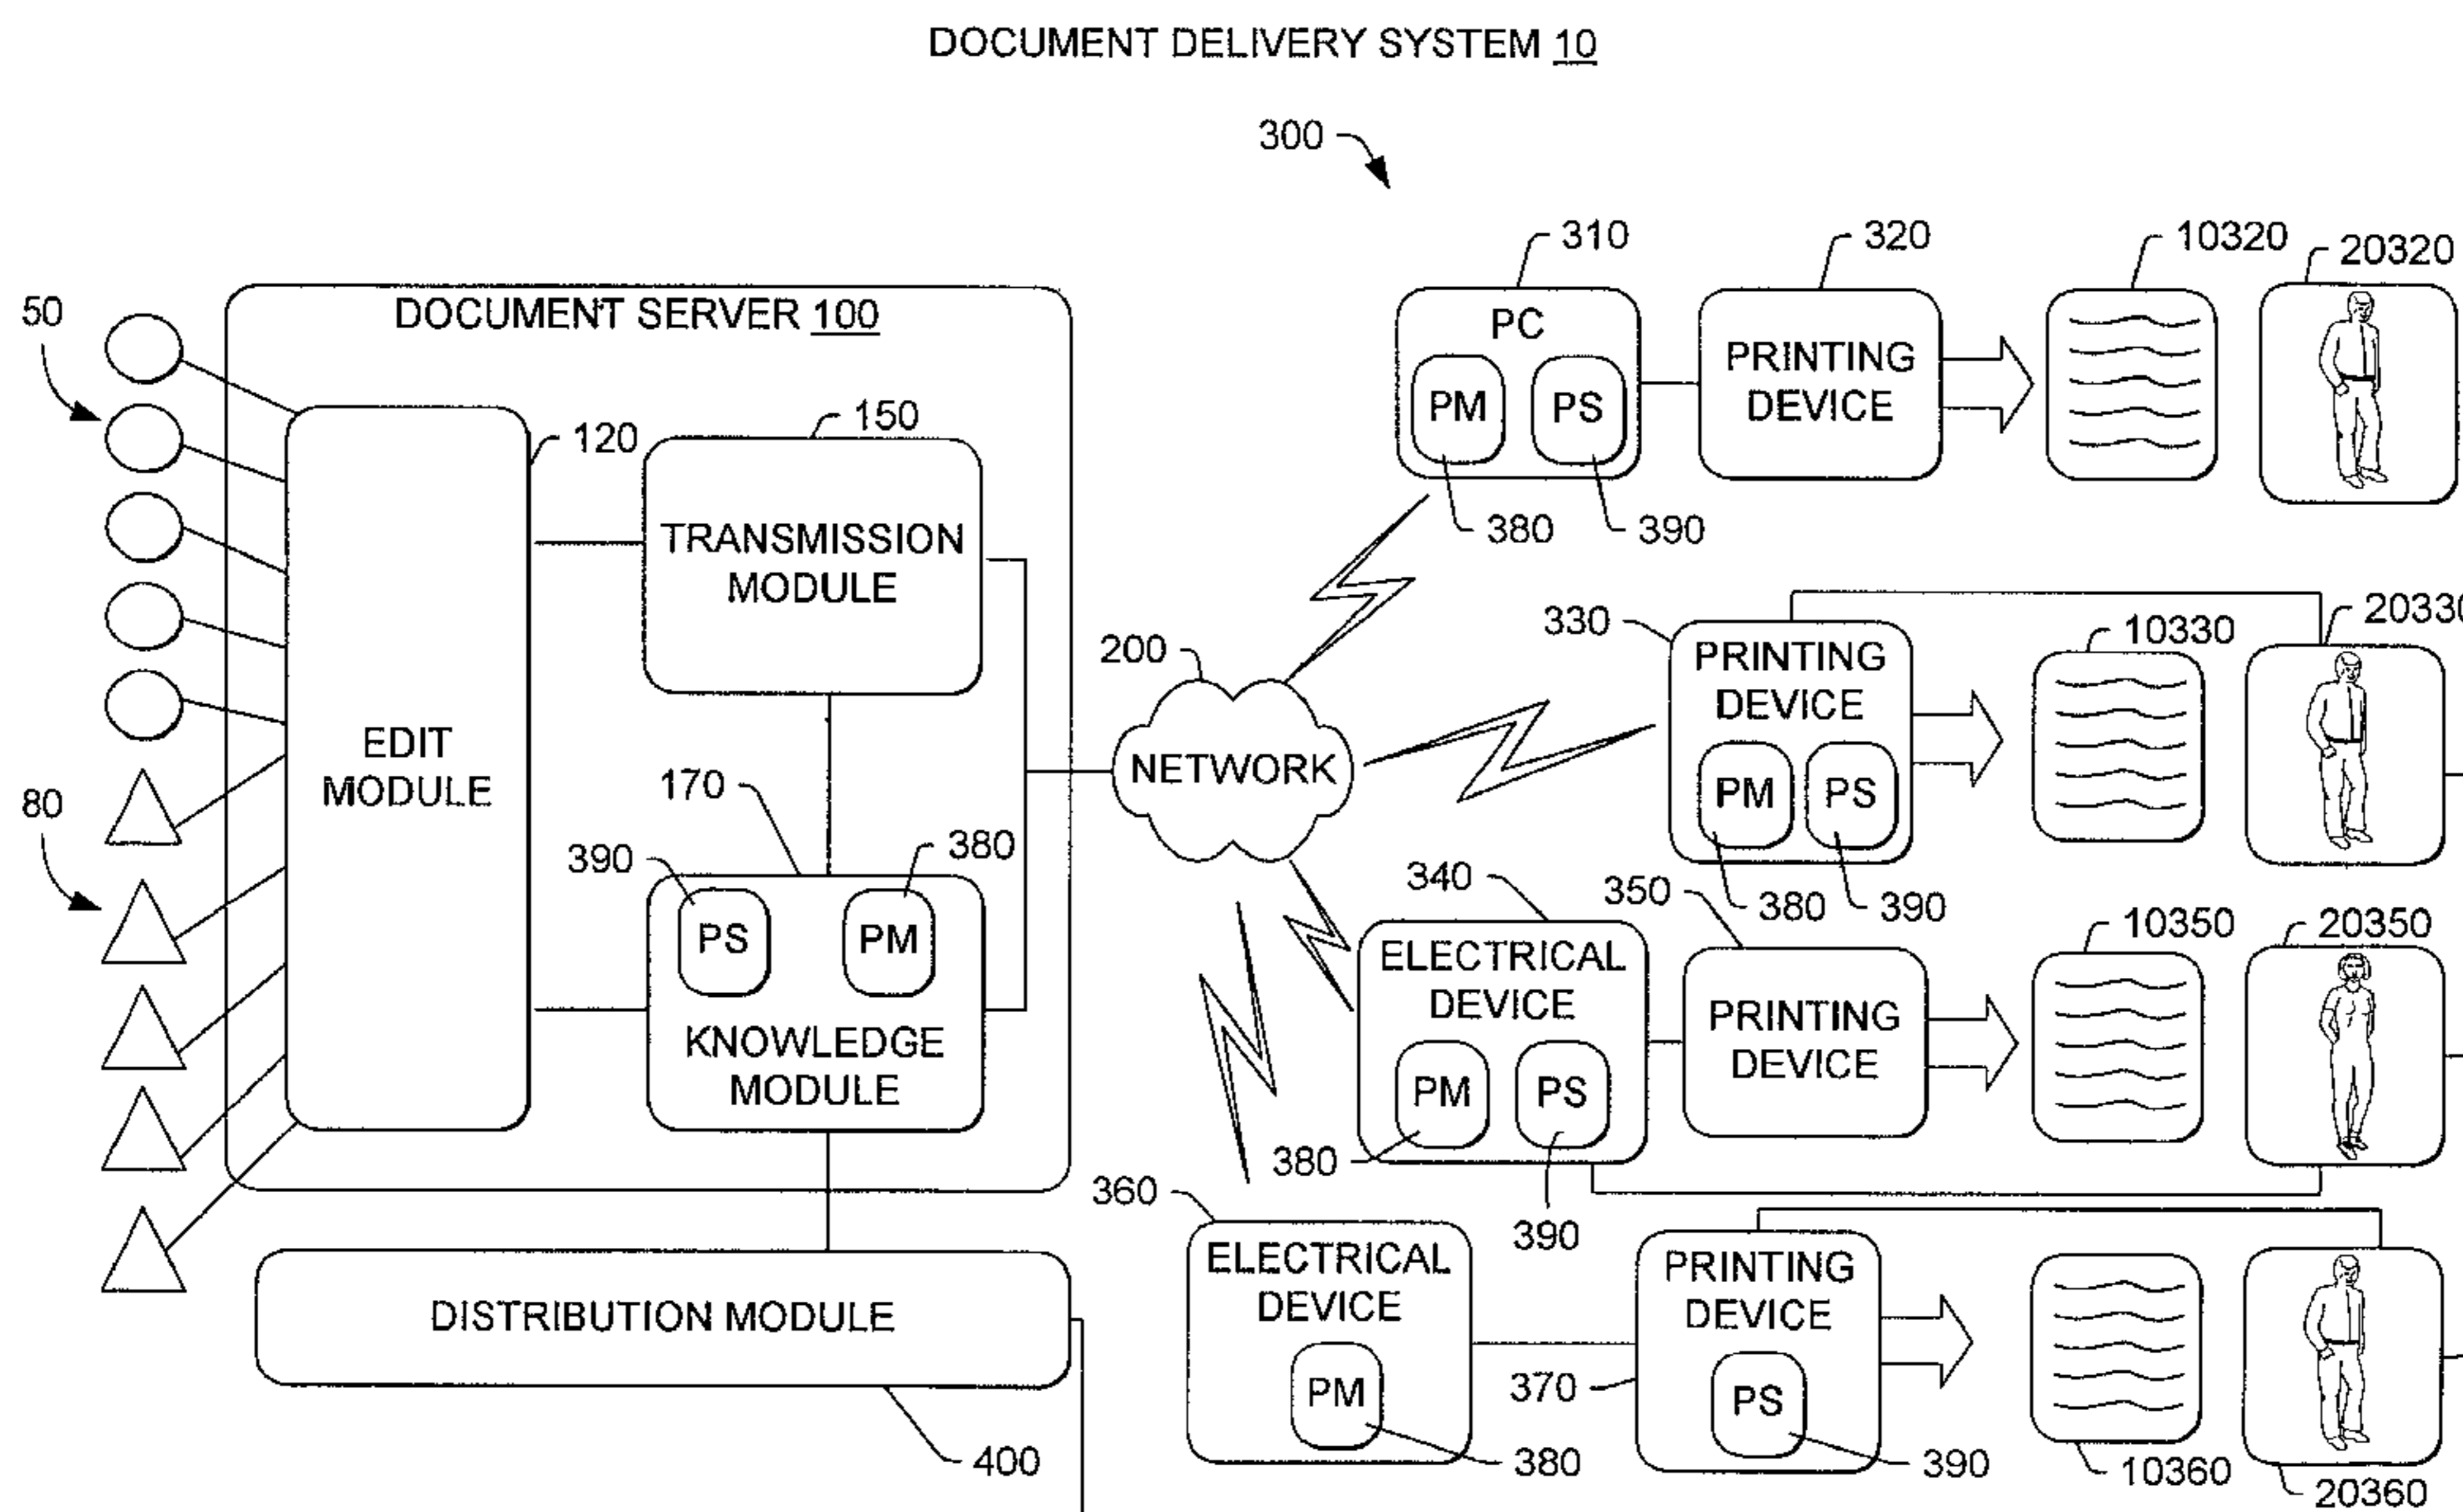 DOCUMENT DELIVERY SYSTEM 10
300
310
320
10320
20320
50
DOCUMENT SERVER 100
PC
PM
PS
PRINTING
DEVICE
380
390
120
150
TRANSMISSION
MODULE
EDIT
MODULE
80
170
390
380
PS
PM
KNOWLEDGE
MODULE
200
NETWORK
330
PRINTING
DEVICE
PM
PS
380
390
10330
20330
340
ELECTRICAL
DEVICE
PM
PS
380
390
350
PRINTING
DEVICE
10350
20350
360
ELECTRICAL
DEVICE
PM
380
370
PRINTING
DEVICE
PS
390
10360
20360
DISTRIBUTION MODULE
400